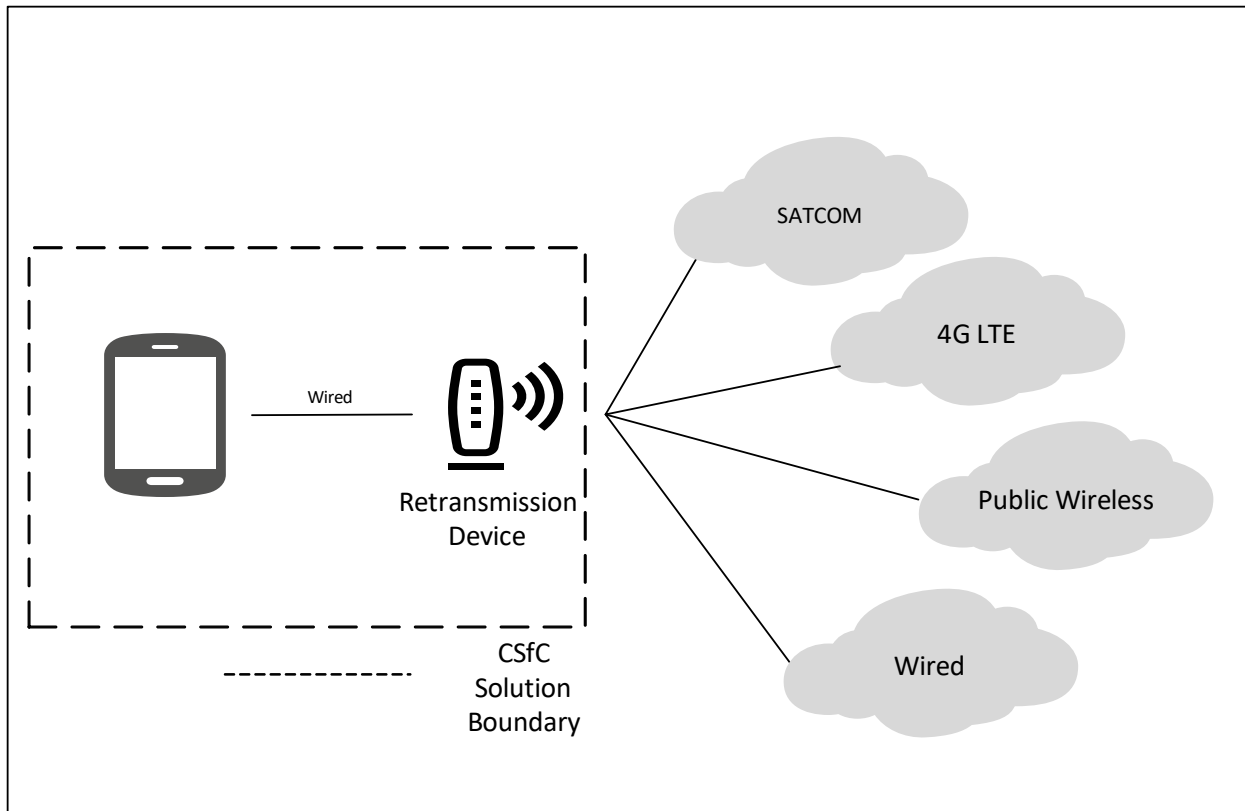 SATCOM
4G LTE
Wired
Retransmission
Device
Public Wireless
CSfC
Solution
Boundary
Wired